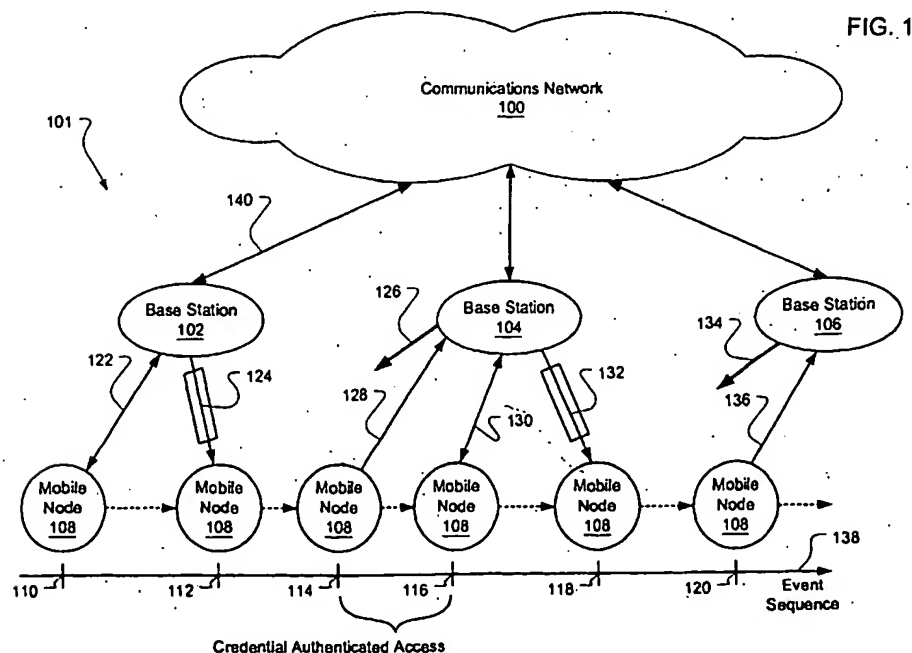 FIG. 1
Communications Network
100
101
140
Base Station
102
126
Base Station
104
134
Base Station
106
122
124
128
130
132
136
Mobile
Node
108
Mobile
Node
108
Mobile
Node
108
Mobile
Node
108
Mobile
Node
108
Mobile
Node
108
138
110
112
114
116
118
120
Event
Sequence
Credential Authenticated Access